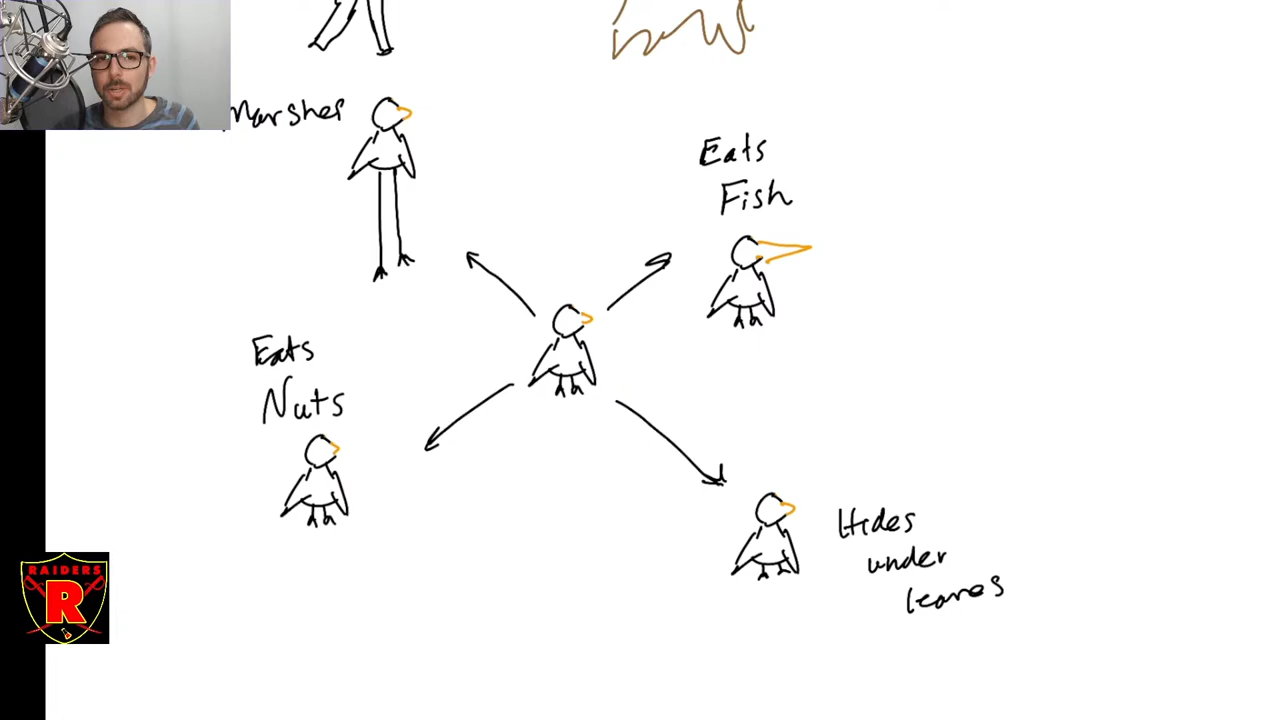 Marshes
Eats
Fish
Eats
Nuts
Hides
under
leaves
RAIDERS
R